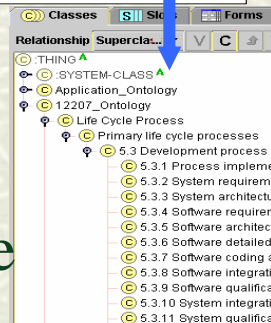 Classes Slots Forms
Relationship Supercla... V C
:THING A
:SYSTEM-CLASS A
Application_Ontology
12207_Ontology
Life Cycle Process
Primary life cycle processes
5.3 Development process
5.3.1 Process impleme
5.3.2 System requirem
5.3.3 System architectu
5.3.4 Software requirer
5.3.5 Software architec
5.3.6 Software detailed
5.3.7 Software coding a
5.3.8 Software integrati
5.3.9 Software qualifica
5.3.10 System integrati
5.3.11 System qualifica
e